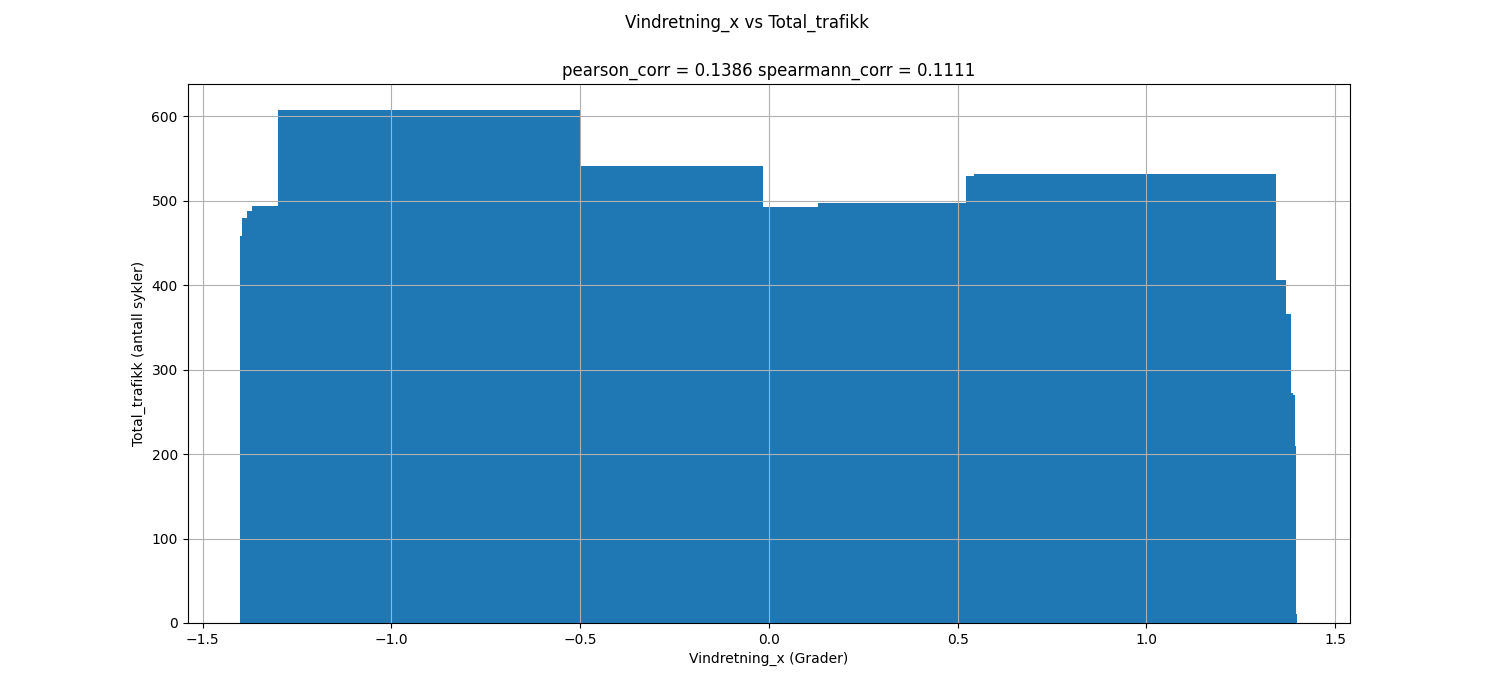 Vindretning_x vs Total_trafikk
pearson_corr = 0.1386 spearmann_corr = 0.1111
Total_trafikk (antall sykler)
600
500
400
300
200
100
0
−1.5 −1.0 −0.5 0.0 0.5 1.0 1.5
Vindretning_x (Grader)